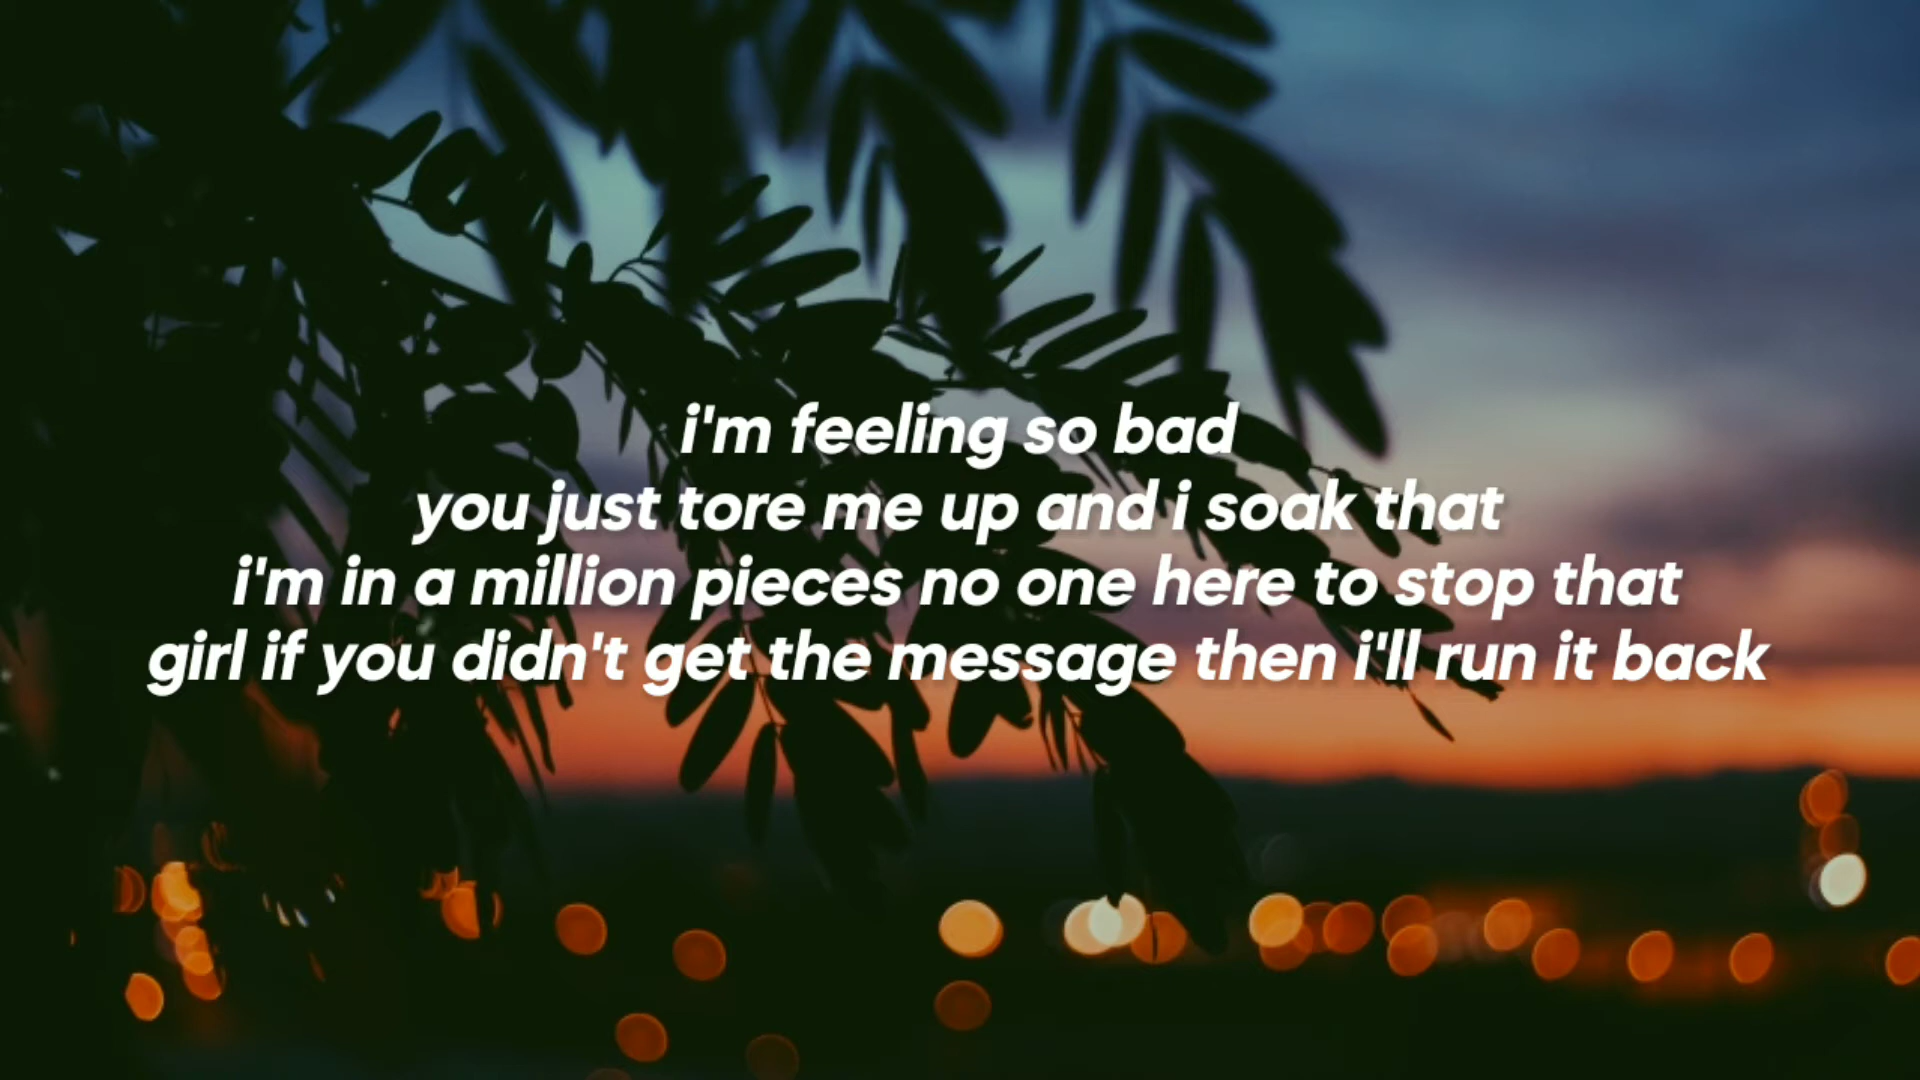 i'm feeling so bad
you just tore me up and i soak that
i'm in a million pieces no one here to stop that
girl if you didn't get the message then i'll run it back